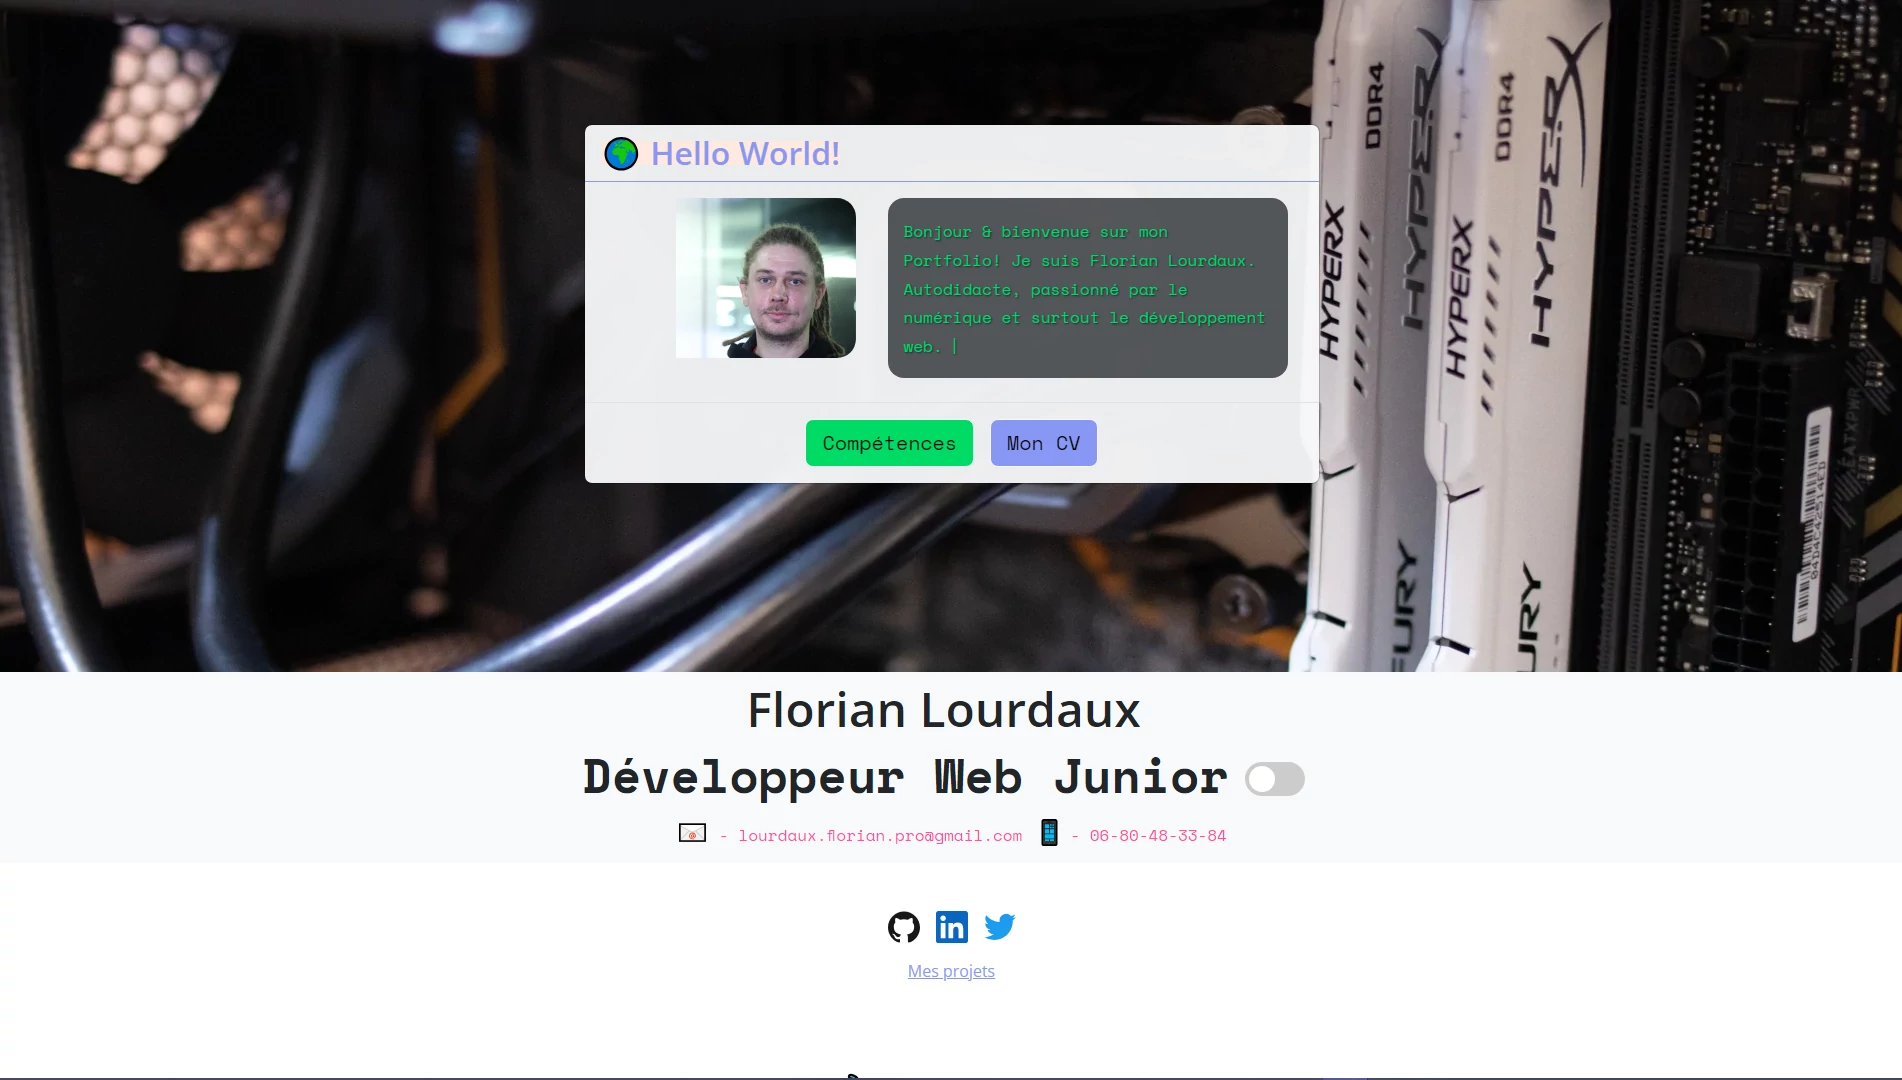 Hello World!
Bonjour & bienvenue sur mon
Portfolio! Je suis Florian Lourdaux.
Autodidacte, passionné par le
numérique et surtout le développement
web. |
Compétences
Mon CV
DDR4
HYPERX
HYPERX
FURY
DDR4
HYPERX
HYPERX
FURY
Florian Lourdaux
Développeur Web Junior
- lourdaux.florian.pro@gmail.com - 06-80-48-33-84
in
Mes projets